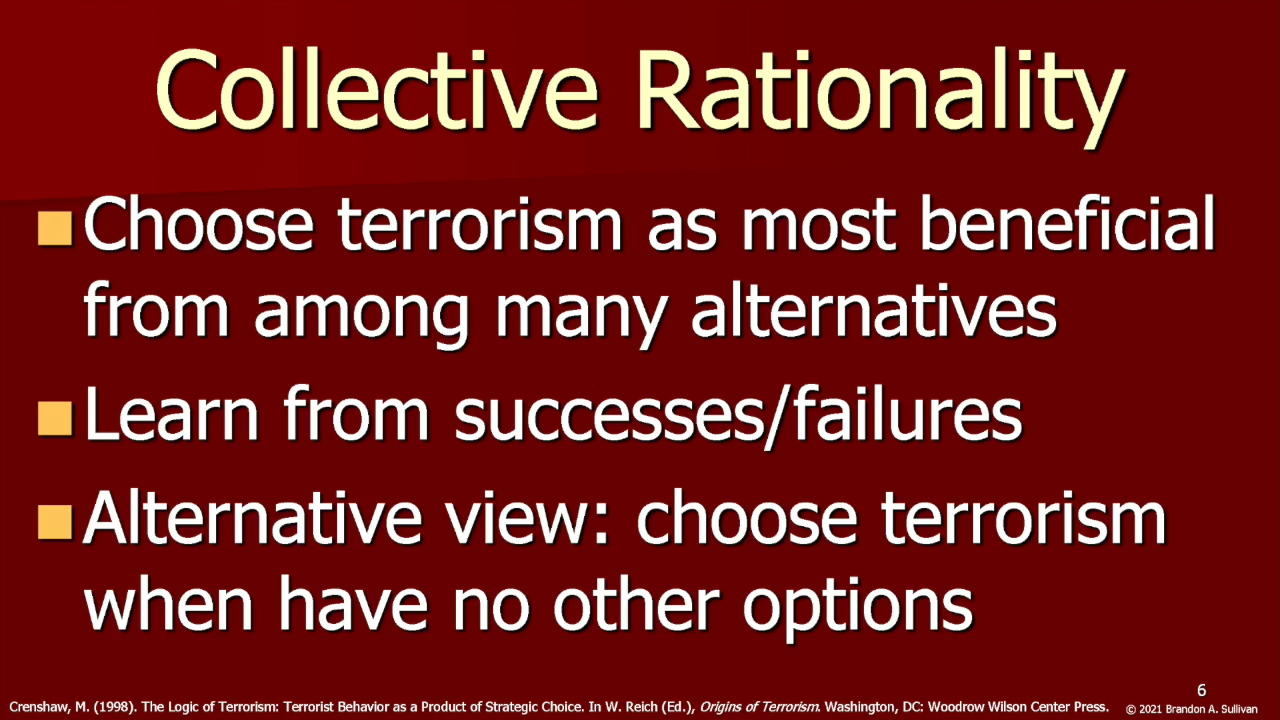 Collective Rationality
Choose terrorism as most beneficial
from among many alternatives
Learn from successes/failures
Alternative view: choose terrorism
when have no other options
6
Crenshaw, M. (1998). The Logic of Terrorism: Terrorist Behavior as a Product of Strategic Choice. In W. Reich (Ed.), Origins of Terrorism. Washington, DC: Woodrow Wilson Center Press.
© 2021 Brandon A. Sullivan